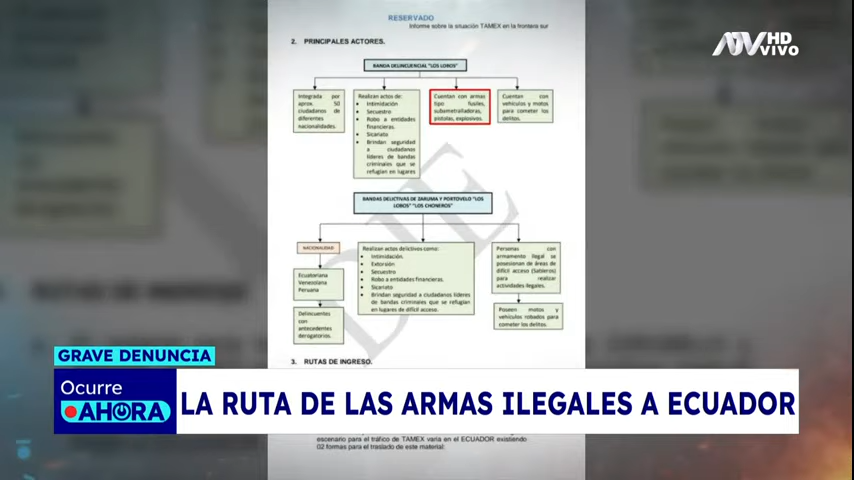 RESERVADO
Informe sobre la situación TAMEX en la frontera sur
ATV HD
VIVO
2. PRINCIPALES ACTORES.
BANDA DELINCUENCIAL "LOS LOBOS"
Integrada por
aprox. 50
ciudadanos de
diferentes
nacionalidades.
Realizan actos de:
• Intimidación
• Secuestro
• Robo a entidades
financieras.
• Sicariato
• Brindan seguridad
a ciudadanos
líderes de bandas
criminales que se
refugian en lugares
Cuentan con armas
tipo fusiles,
subametralladoras,
pistolas, explosivos.
Cuentan con
vehículos y motos
para cometer los
delitos.
BANDAS DELICTIVAS DE ZARUMA Y PORTOVELO "LOS
LOBOS" "LOS CHONEROS"
NACIONALIDAD
Ecuatoriana
Venezolana
Peruana
Delincuentes
con
antecedentes
derogatorios.
Realizan actos delictivos como:
• Intimidación.
• Extorsión
• Secuestro
• Robo a entidades financieras.
• Sicariato
• Brindan seguridad a ciudadanos líderes
de bandas criminales que se refugian
en lugares de difícil acceso.
Personas con
armamento ilegal se
posesionan de áreas de
difícil acceso (Sableros)
para realizar
actividades ilegales.
Poseen motos y
vehículos robados para
cometer los delitos.
DIE
3. RUTAS DE INGRESO.
GRAVE DENUNCIA
Ocurre
AHORA
LA RUTA DE LAS ARMAS ILEGALES A ECUADOR
escenario para el tráfico de TAMEX varia en el ECUADOR existiendo
02 formas para el traslado de este material: